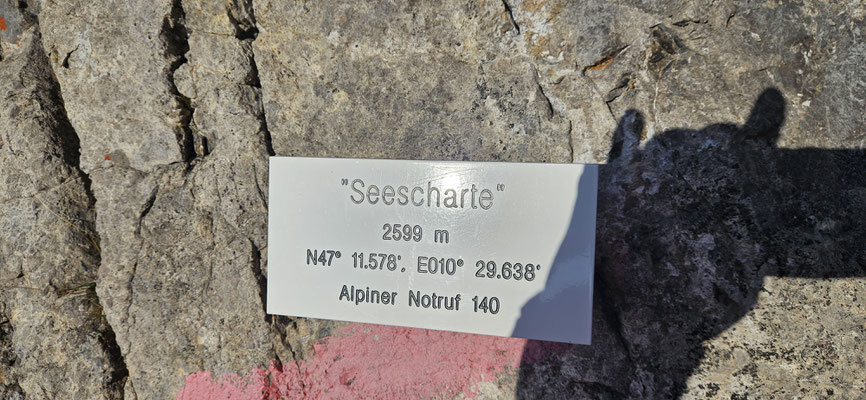 "Seescharte"
2599 m
N47° 11.578', E010° 29.638'
Alpiner Notruf 140